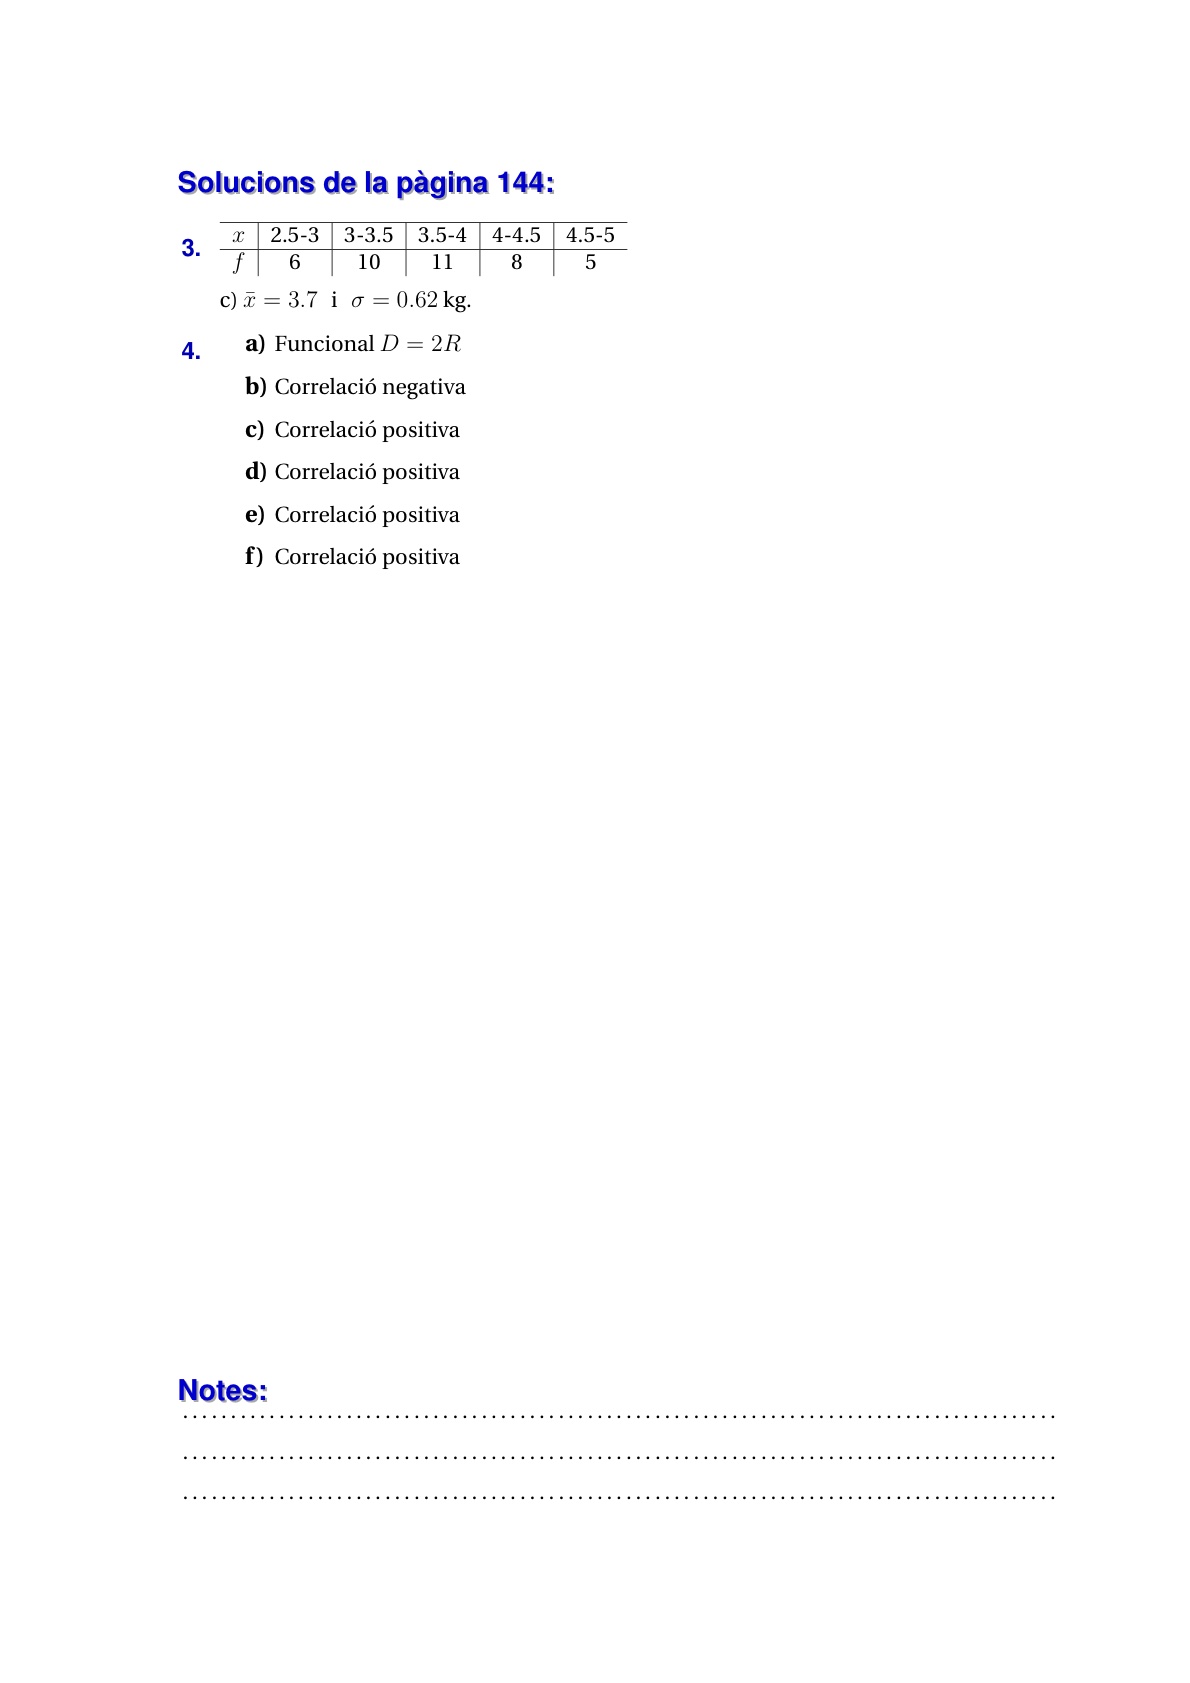 Solucions de la pàgina 144:
3.
x 2.5-3 3-3.5 3.5-4 4-4.5 4.5-5
f 6 10 11 8 5
c) x̄ = 3.7 i σ = 0.62 kg.
4. a) Funcional D = 2R
b) Correlació negativa
c) Correlació positiva
d) Correlació positiva
e) Correlació positiva
f) Correlació positiva
Notes: